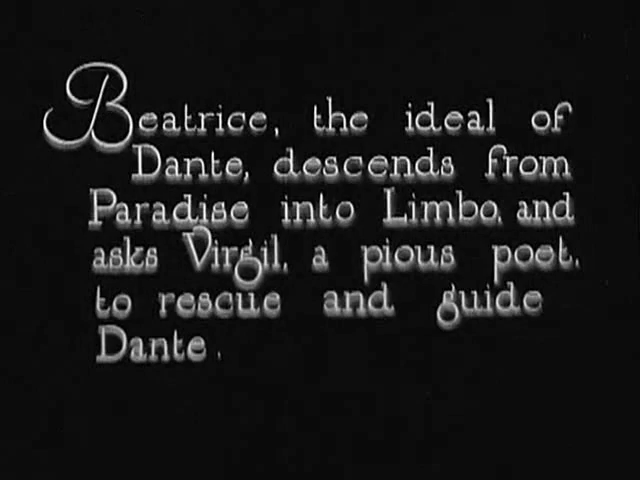 Beatrice, the ideal of
Dante, descends from
Paradise into Limbo, and
asks Virgil, a pious poet,
to rescue and guide
Dante.